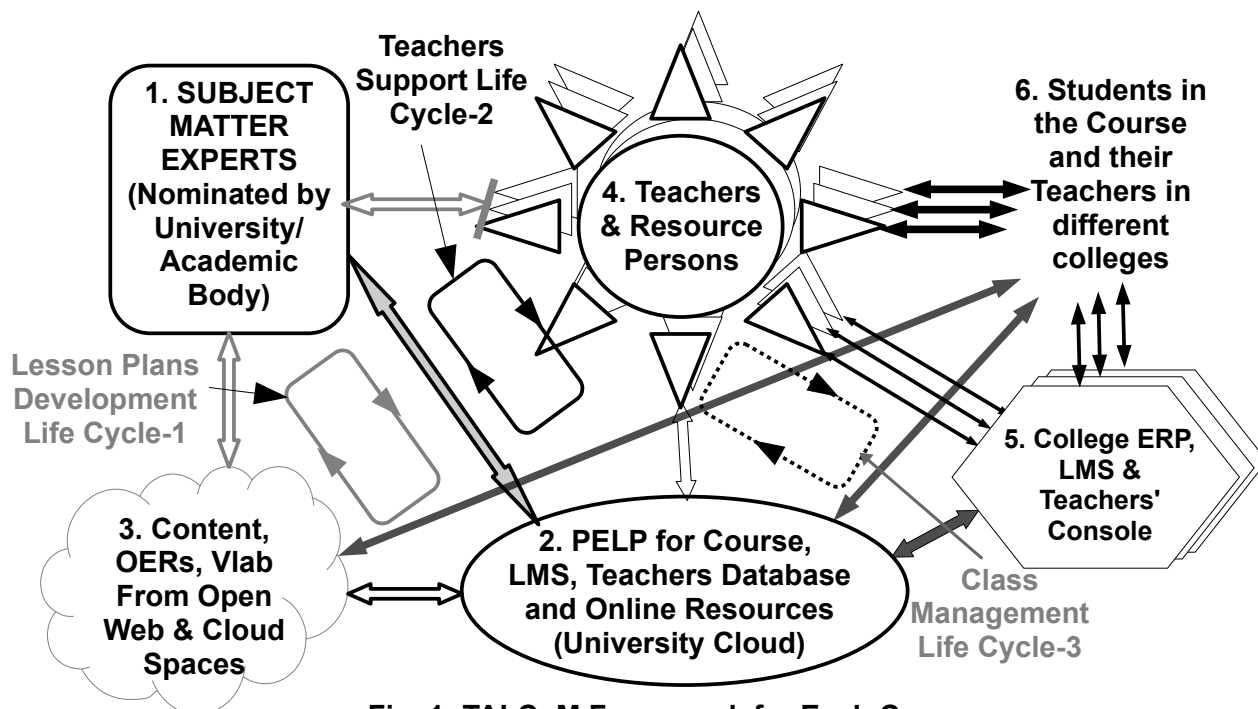 Teachers
Support Life
Cycle-2
1. SUBJECT
MATTER
EXPERTS
(Nominated by
University/
Academic
Body)
4. Teachers
& Resource
Persons
6. Students in
the Course
and their
Teachers in
different
colleges
Lesson Plans
Development
Life Cycle-1
5. College ERP,
LMS &
Teachers'
Console
3. Content,
OERs, Vlab
From Open
Web & Cloud
Spaces
2. PELP for Course,
LMS, Teachers Database
and Online Resources
(University Cloud)
Class
Management
Life Cycle-3